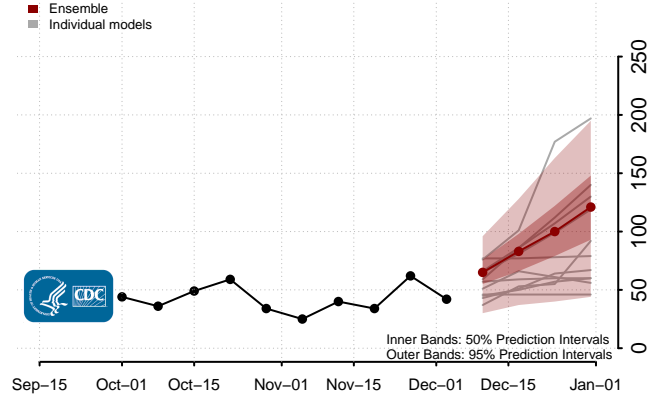 Ensemble
Individual models
250
200
150
100
50
0
CDC
Inner Bands: 50% Prediction Intervals
Outer Bands: 95% Prediction Intervals
Sep–15 Oct–01 Oct–15 Nov–01 Nov–15 Dec–01 Dec–15 Jan–01